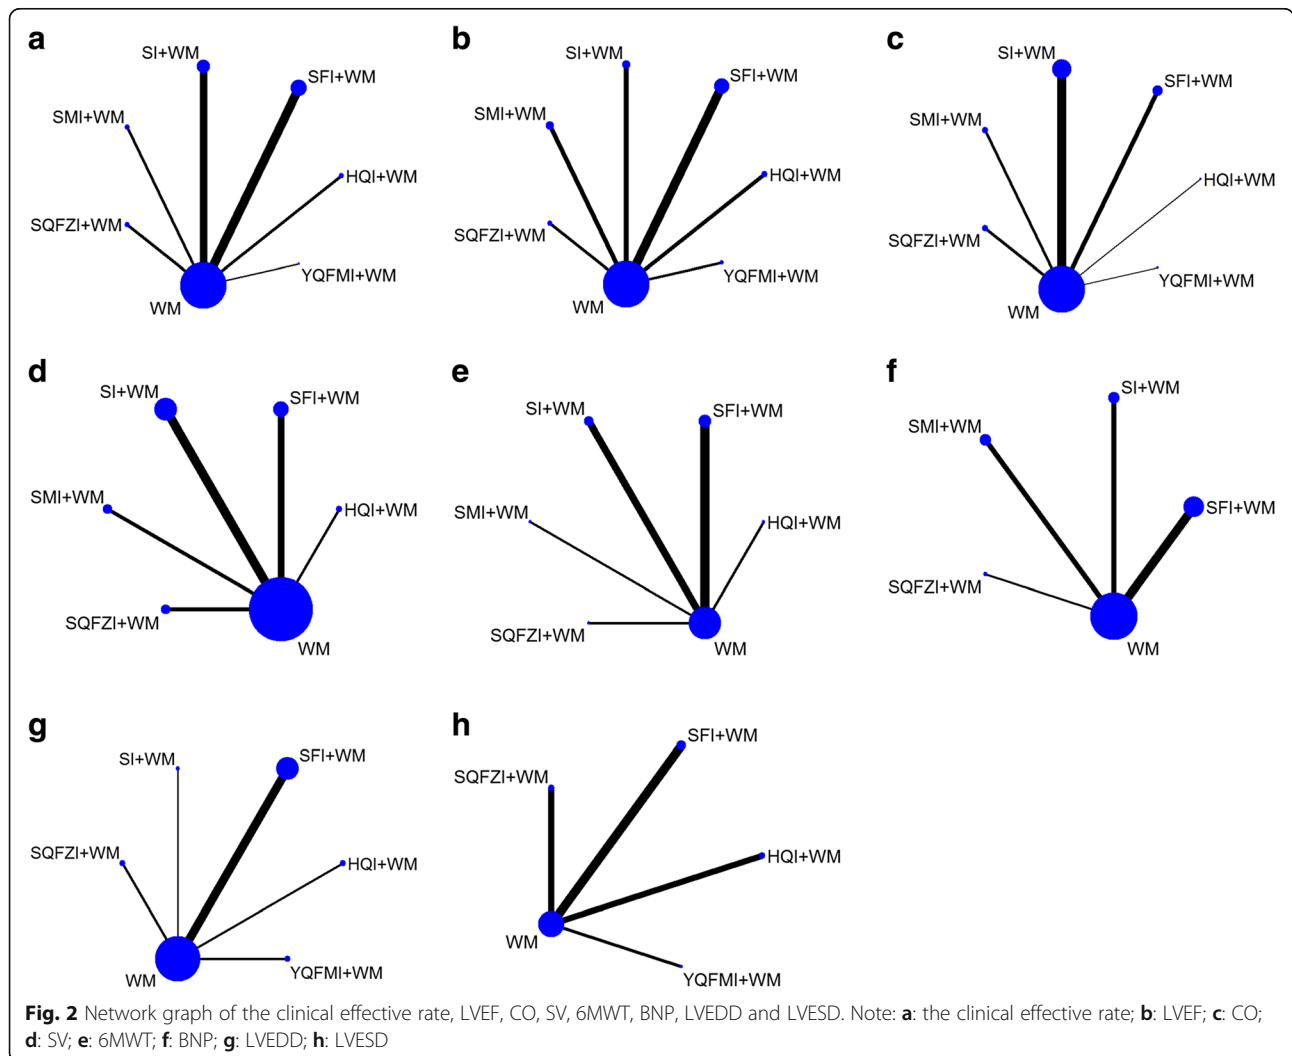 a
SI+WM
SFI+WM
SMI+WM
HQI+WM
SQFZI+WM
YQFMI+WM
WM
b
SI+WM
SFI+WM
SMI+WM
HQI+WM
SQFZI+WM
YQFMI+WM
WM
c
SI+WM
SFI+WM
SMI+WM
HQI+WM
SQFZI+WM
YQFMI+WM
WM
d
SI+WM
SFI+WM
SMI+WM
HQI+WM
SQFZI+WM
WM
e
SI+WM
SFI+WM
SMI+WM
HQI+WM
SQFZI+WM
WM
f
SI+WM
SMI+WM
SFI+WM
SQFZI+WM
WM
g
SI+WM
SFI+WM
SQFZI+WM
HQI+WM
YQFMI+WM
WM
h
SFI+WM
SQFZI+WM
HQI+WM
WM
YQFMI+WM
Fig. 2 Network graph of the clinical effective rate, LVEF, CO, SV, 6MWT, BNP, LVEDD and LVESD. Note: a: the clinical effective rate; b: LVEF; c: CO;
d: SV; e: 6MWT; f: BNP; g: LVEDD; h: LVESD